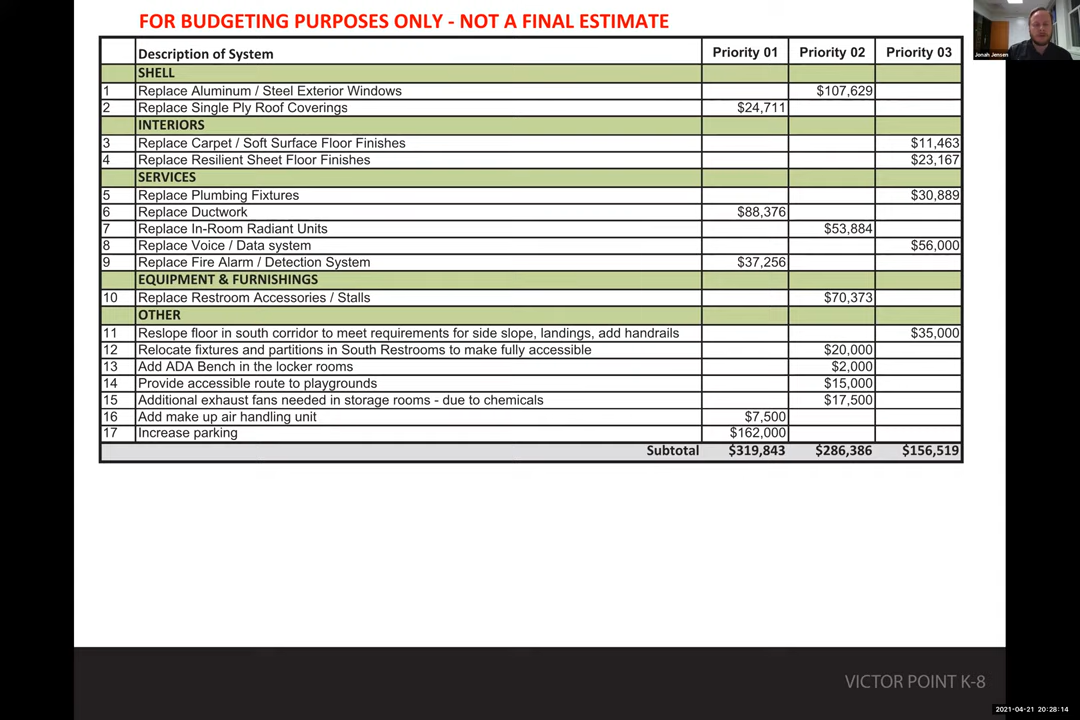 FOR BUDGETING PURPOSES ONLY - NOT A FINAL ESTIMATE
Jonah Jensen
Description of System Priority 01 Priority 02 Priority 03
SHELL
1 Replace Aluminum / Steel Exterior Windows $107,629
2 Replace Single Ply Roof Coverings $24,711
INTERIORS
3 Replace Carpet / Soft Surface Floor Finishes $11,463
4 Replace Resilient Sheet Floor Finishes $23,167
SERVICES
5 Replace Plumbing Fixtures $30,889
6 Replace Ductwork $88,376
7 Replace In-Room Radiant Units $53,884
8 Replace Voice / Data system $56,000
9 Replace Fire Alarm / Detection System $37,256
EQUIPMENT & FURNISHINGS
10 Replace Restroom Accessories / Stalls $70,373
OTHER
11 Reslope floor in south corridor to meet requirements for side slope, landings, add handrails $35,000
12 Relocate fixtures and partitions in South Restrooms to make fully accessible $20,000
13 Add ADA Bench in the locker rooms $2,000
14 Provide accessible route to playgrounds $15,000
15 Additional exhaust fans needed in storage rooms - due to chemicals $17,500
16 Add make up air handling unit $7,500
17 Increase parking $162,000
Subtotal $319,843 $286,386 $156,519
VICTOR POINT K-8
2021-04-21 20:28:14